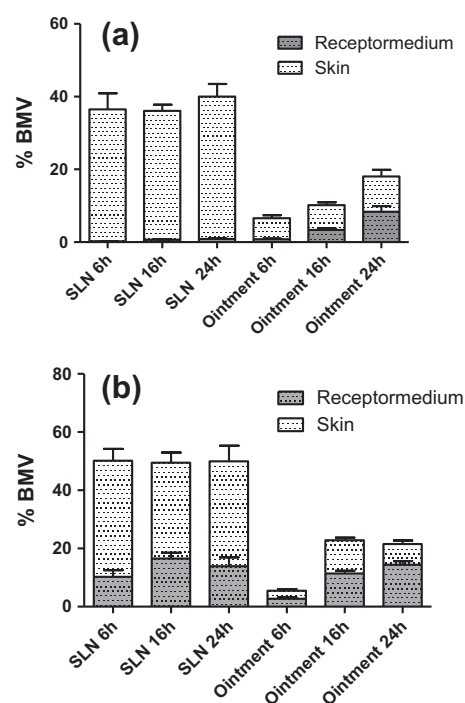 (a)
Receptormedium
Skin
% BMV
60
40
20
0
SLN 6h
SLN 16h
SLN 24h
Ointment 6h
Ointment 16h
Ointment 24h
(b)
Receptormedium
Skin
% BMV
80
60
40
20
0
SLN 6h
SLN 16h
SLN 24h
Ointment 6h
Ointment 16h
Ointment 24h